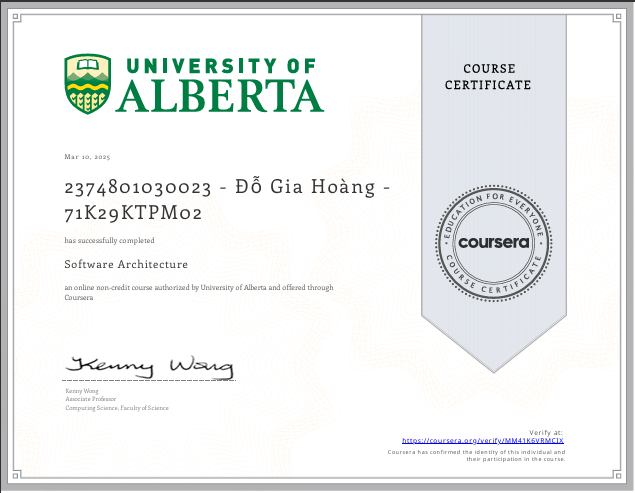 UNIVERSITY OF
ALBERTA
COURSE
CERTIFICATE
Mar 10, 2025
2374801030023 - Đỗ Gia Hoàng -
71K29KTPM02
has successfully completed
Software Architecture
an online non-credit course authorized by University of Alberta and offered through
Coursera
EDUCATION FOR EVERYONE
coursera
COURSE CERTIFICATE
Kenny Wong
Kenny Wong
Associate Professor
Computing Science, Faculty of Science
Verify at:
https://coursera.org/verify/MM41K6VRMCIX
Coursera has confirmed the identity of this individual and
their participation in the course.